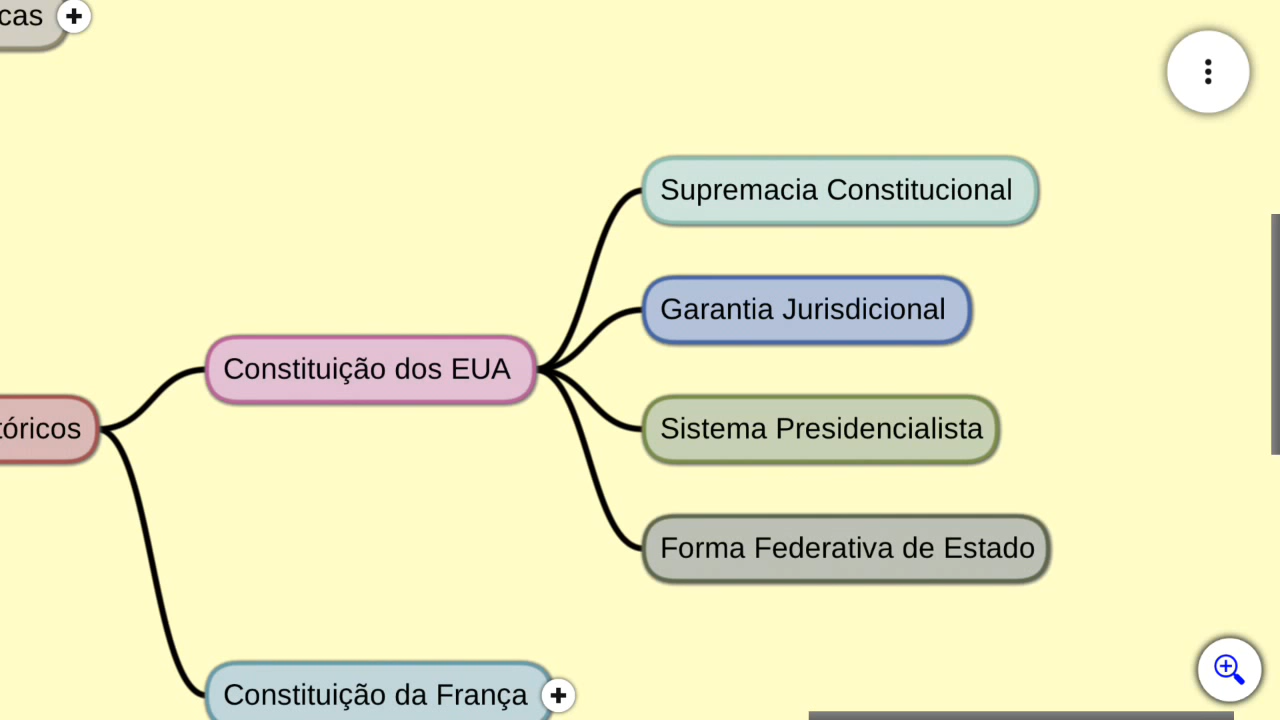 cas
Supremacia Constitucional
Garantia Jurisdicional
Constituição dos EUA
tóricos
Sistema Presidencialista
Forma Federativa de Estado
Constituição da França